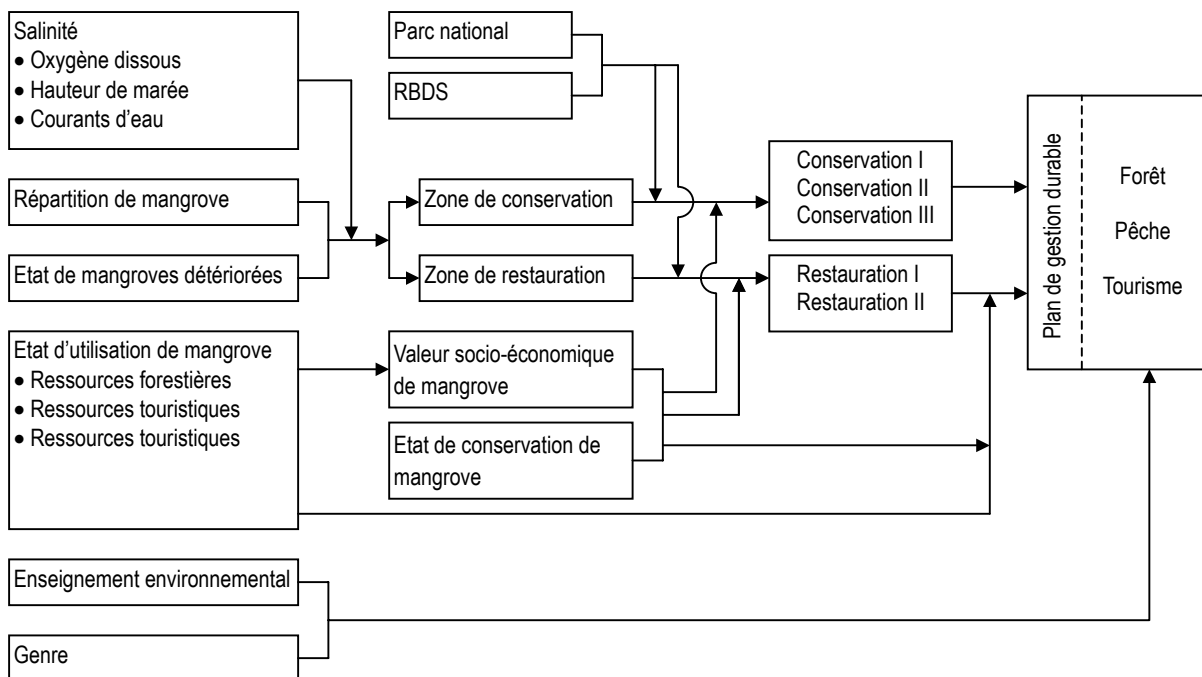 Salinité
• Oxygène dissous
• Hauteur de marée
• Courants d'eau
Parc national
RBDS
Répartition de mangrove
Etat de mangroves détériorées
Zone de conservation
Zone de restauration
Conservation I
Conservation II
Conservation III
Restauration I
Restauration II
Plan de gestion durable
Forêt
Pêche
Tourisme
Etat d'utilisation de mangrove
• Ressources forestières
• Ressources touristiques
• Ressources touristiques
Valeur socio-économique
de mangrove
Etat de conservation de
mangrove
Enseignement environnemental
Genre